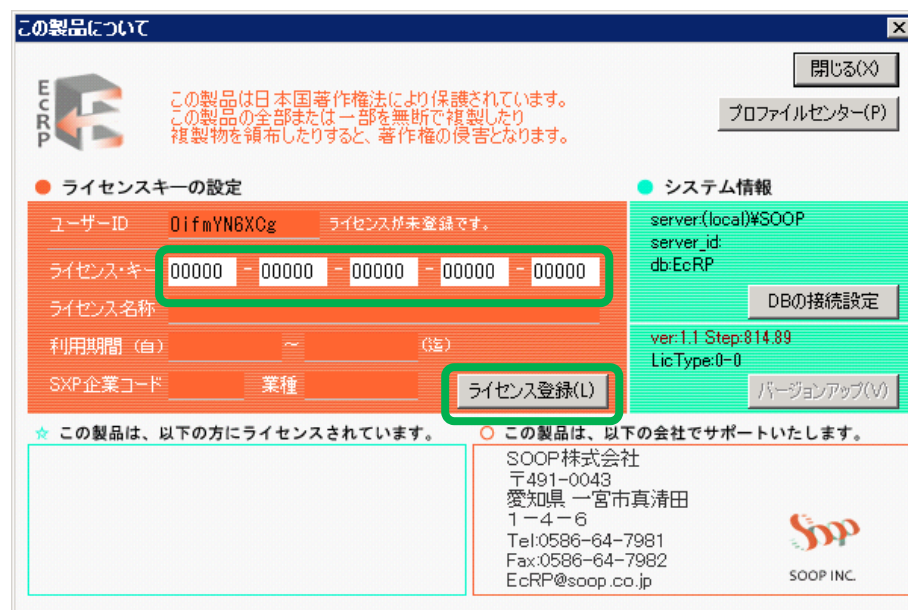 この製品について
閉じる(X)
プロファイルセンター(P)
ECRP
この製品は日本国著作権法により保護されています。
この製品の全部または一部を無断で複製したり
複製物を領布したりすると、著作権の侵害となります。
ライセンスキーの設定
ユーザーID 0ifmYN6XCg ライセンスが未登録です。
ライセンス・キー 00000 - 00000 - 00000 - 00000 - 00000
ライセンス名称
利用期間 (自) ~ (迄)
SXP企業コード 業種 ライセンス登録(L)
システム情報
server:(local)¥SOOP
server_id:
db:EcRP
DBの接続設定
ver:1.1 Step:814.89
LicType:0-0
バージョンアップ(V)
☆ この製品は、以下の方にライセンスされています。
○ この製品は、以下の会社でサポートいたします。
SOOP株式会社
〒491-0043
愛知県 一宮市真清田
1-4-6
Tel:0586-64-7981
Fax:0586-64-7982
EcRP@soop.co.jp
Soop
SOOP INC.